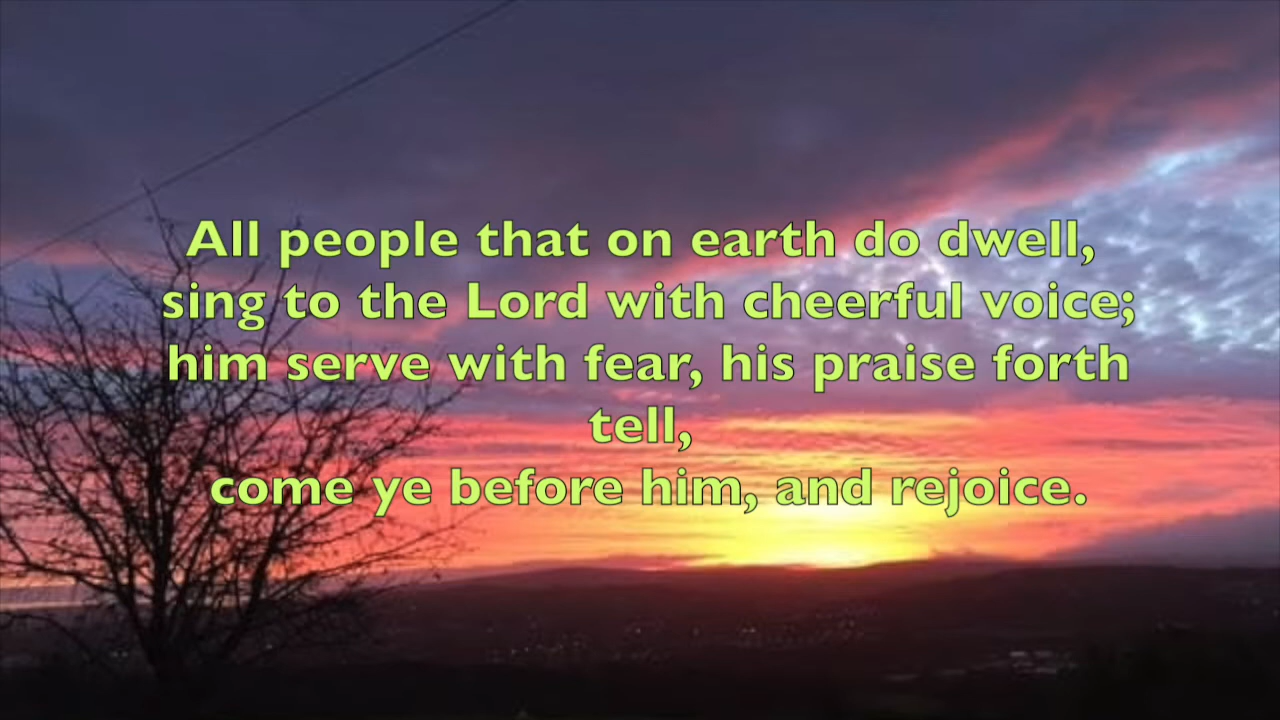 All people that on earth do dwell,
sing to the Lord with cheerful voice;
him serve with fear, his praise forth
tell,
come ye before him, and rejoice.